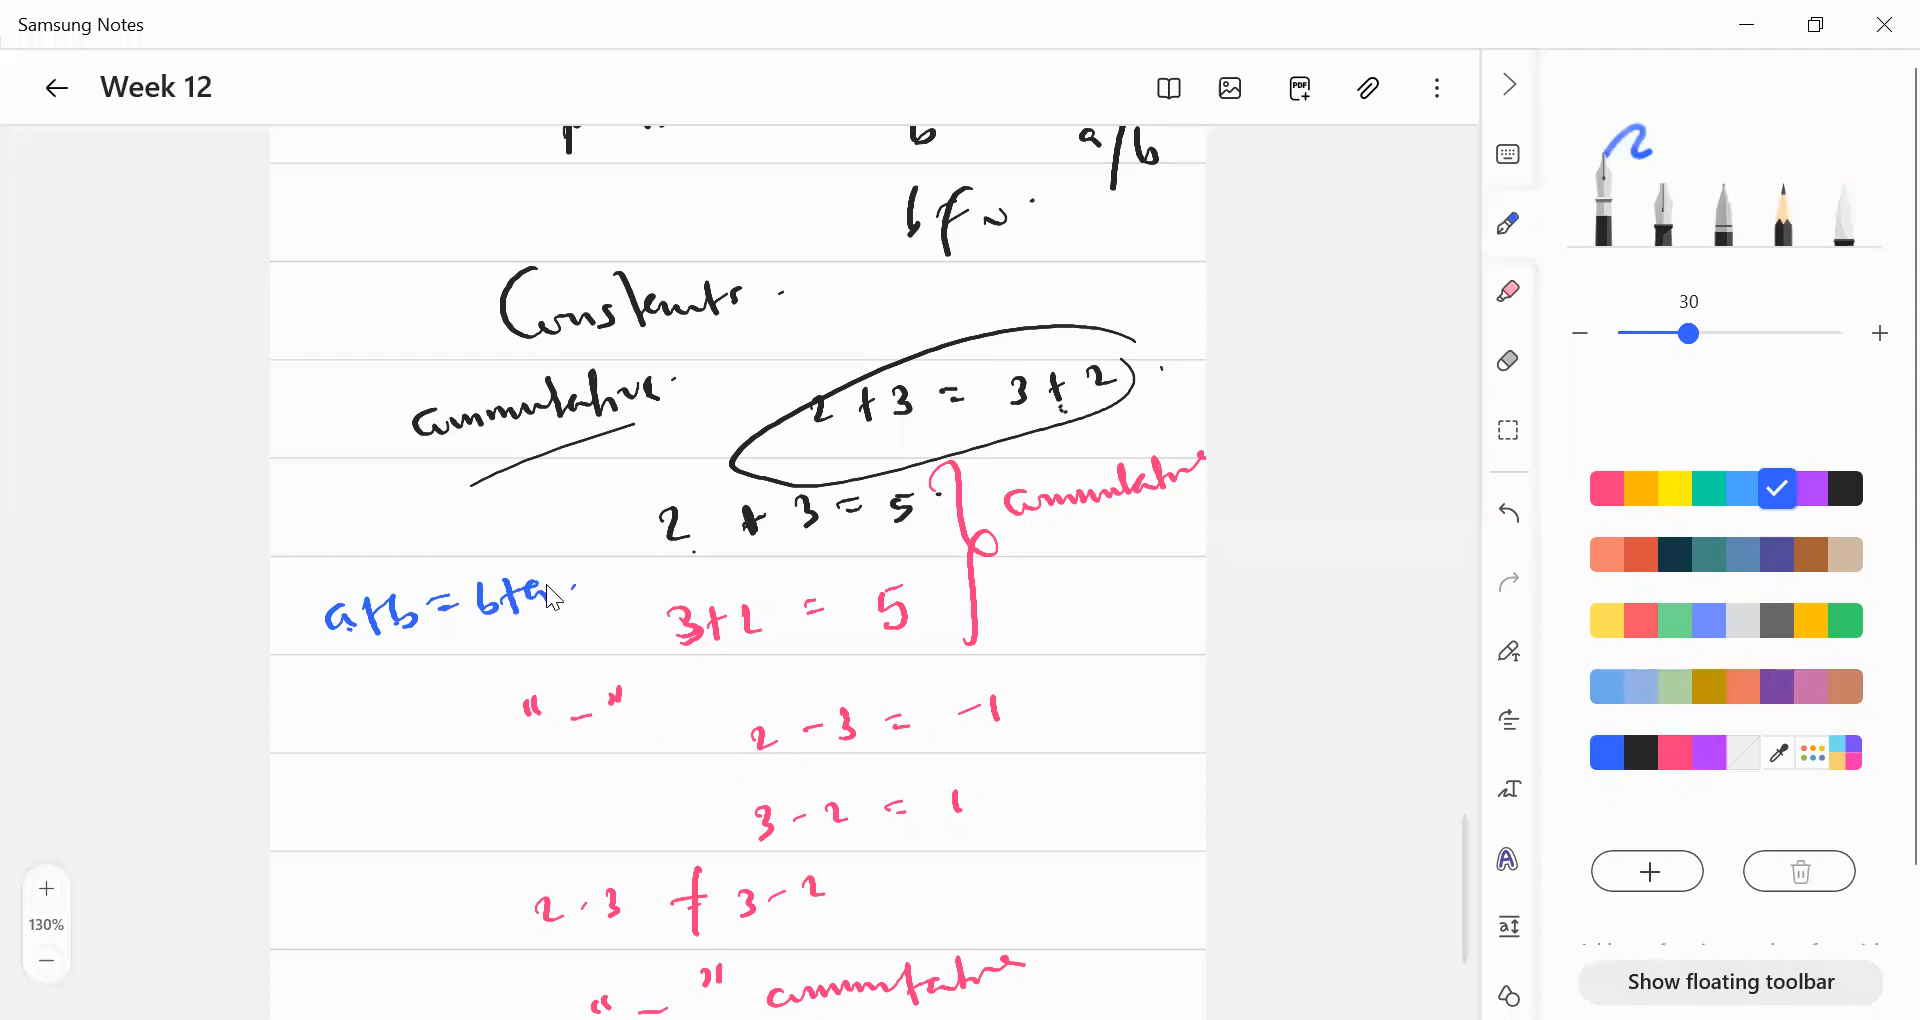 Samsung Notes
Week 12
b a/b
b ≠ 0.
Constants.
Commutative. 2 + 3 = 3 + 2.
2 + 3 = 5. Commutative
a+b = b+a. 3+2 = 5
"-" 2 - 3 = -1
3 - 2 = 1
2 - 3 ≠ 3 - 2
"-" Commutative
30
130%
Show floating toolbar